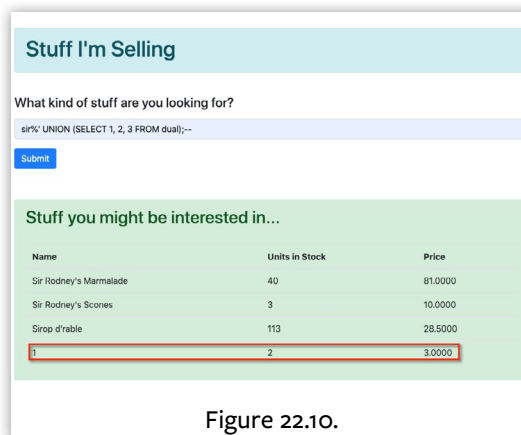 Stuff I'm Selling
What kind of stuff are you looking for?
sir%' UNION (SELECT 1, 2, 3 FROM dual);--
Submit
Stuff you might be interested in...
Name Units in Stock Price
Sir Rodney's Marmalade 40 81.0000
Sir Rodney's Scones 3 10.0000
Sirop d'rable 113 28.5000
1 2 3.0000
Figure 22.10.